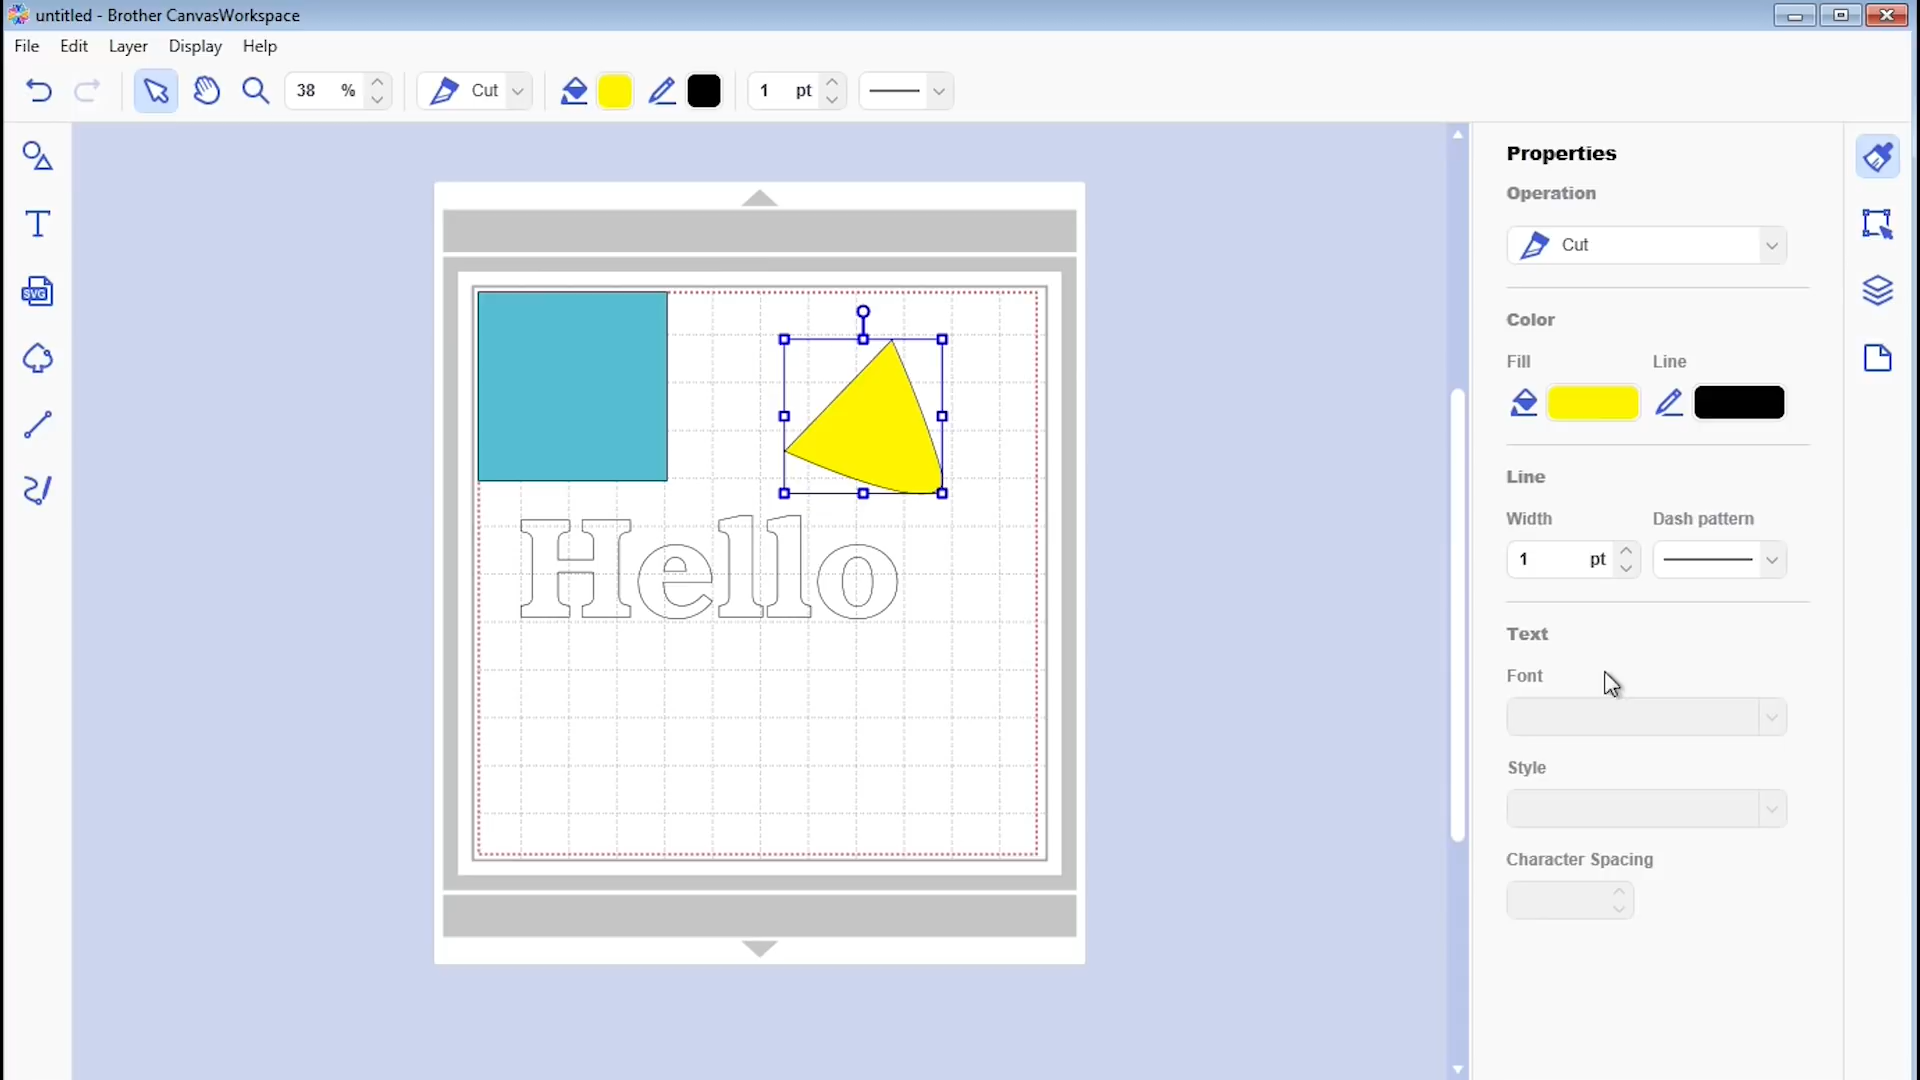 untitled - Brother CanvasWorkspace
File Edit Layer Display Help
38 % Cut 1 pt
SVG
Hello
Properties
Operation
Cut
Color
Fill Line
Line
Width Dash pattern
1 pt
Text
Font
Style
Character Spacing